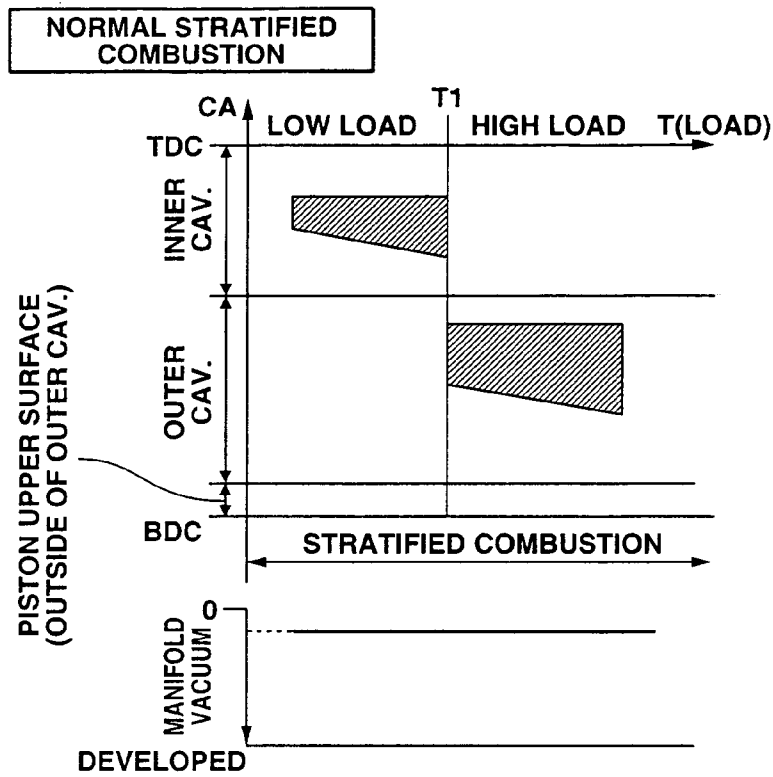 NORMAL STRATIFIED
COMBUSTION
CA
T1
LOW LOAD
HIGH LOAD
T(LOAD)
TDC
INNER
CAV.
OUTER
CAV.
PISTON UPPER SURFACE
(OUTSIDE OF OUTER CAV.)
BDC
STRATIFIED COMBUSTION
0
MANIFOLD
VACUUM
DEVELOPED